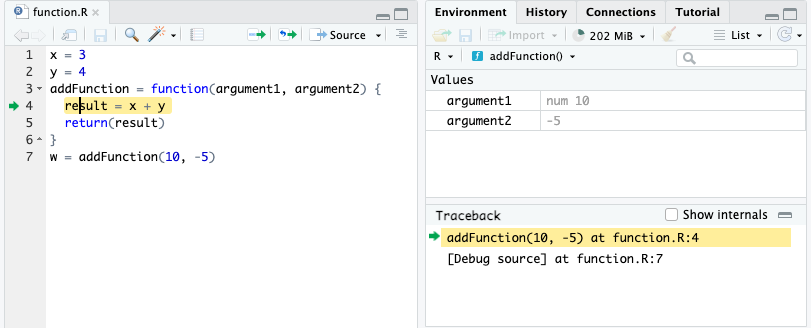 function.R
Source
1 x = 3
2 y = 4
3 addFunction = function(argument1, argument2) {
4 result = x + y
5 return(result)
6 }
7 w = addFunction(10, -5)
Environment History Connections Tutorial
Import 202 MiB List
R addFunction()
Values
argument1 num 10
argument2 -5
Traceback Show internals
addFunction(10, -5) at function.R:4
[Debug source] at function.R:7